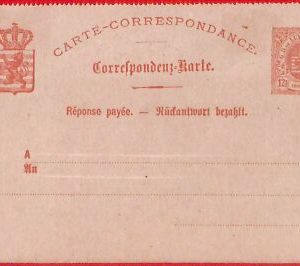 CARTE-CORRESPONDANCE.
Correspondenz-Karte.
Réponse payée. — Rückantwort bezahlt.
A
An